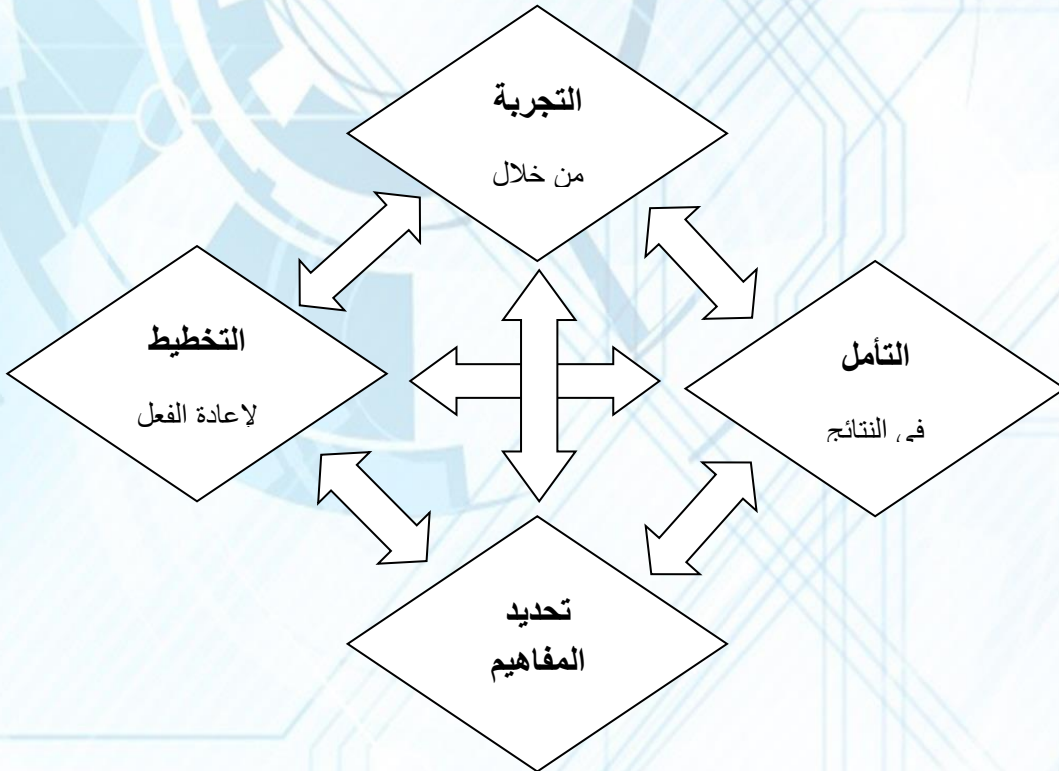 التجربة
من خلال
التأمل
في النتائج
التخطيط
لإعادة الفعل
تحديد
المفاهيم